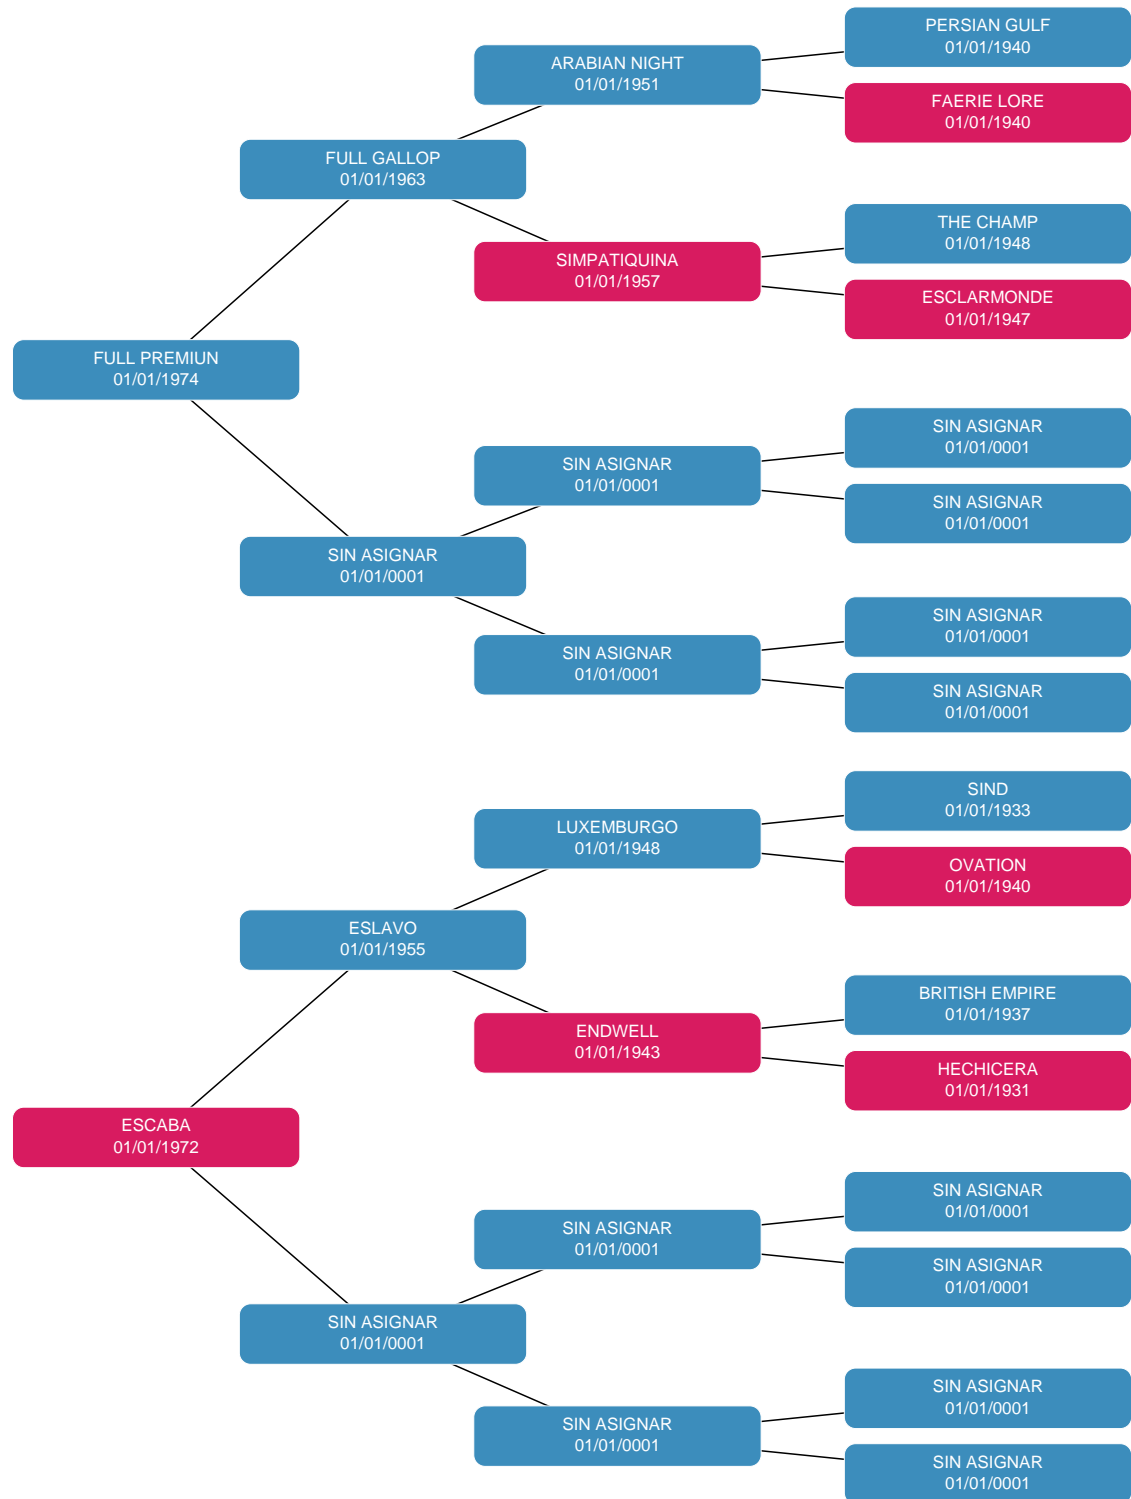 PERSIAN GULF
01/01/1940
ARABIAN NIGHT
01/01/1951
FAERIE LORE
01/01/1940
FULL GALLOP
01/01/1963
THE CHAMP
01/01/1948
SIMPATIQUINA
01/01/1957
ESCLARMONDE
01/01/1947
FULL PREMIUN
01/01/1974
SIN ASIGNAR
01/01/0001
SIN ASIGNAR
01/01/0001
SIN ASIGNAR
01/01/0001
SIN ASIGNAR
01/01/0001
SIN ASIGNAR
01/01/0001
SIN ASIGNAR
01/01/0001
SIN ASIGNAR
01/01/0001
SIND
01/01/1933
LUXEMBURGO
01/01/1948
OVATION
01/01/1940
ESLAVO
01/01/1955
BRITISH EMPIRE
01/01/1937
ENDWELL
01/01/1943
HECHICERA
01/01/1931
ESCABA
01/01/1972
SIN ASIGNAR
01/01/0001
SIN ASIGNAR
01/01/0001
SIN ASIGNAR
01/01/0001
SIN ASIGNAR
01/01/0001
SIN ASIGNAR
01/01/0001
SIN ASIGNAR
01/01/0001
SIN ASIGNAR
01/01/0001